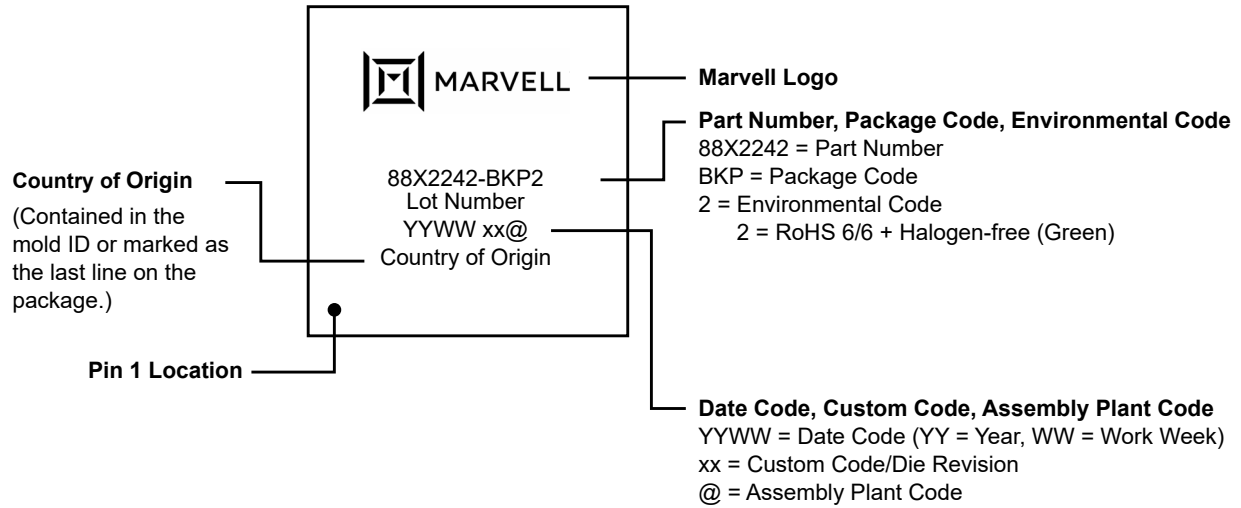 MARVELL
88X2242-BKP2
Lot Number
YYWW xx@
Country of Origin
Country of Origin
(Contained in the
mold ID or marked as
the last line on the
package.)
Pin 1 Location
Marvell Logo
Part Number, Package Code, Environmental Code
88X2242 = Part Number
BKP = Package Code
2 = Environmental Code
2 = RoHS 6/6 + Halogen-free (Green)
Date Code, Custom Code, Assembly Plant Code
YYWW = Date Code (YY = Year, WW = Work Week)
xx = Custom Code/Die Revision
@ = Assembly Plant Code